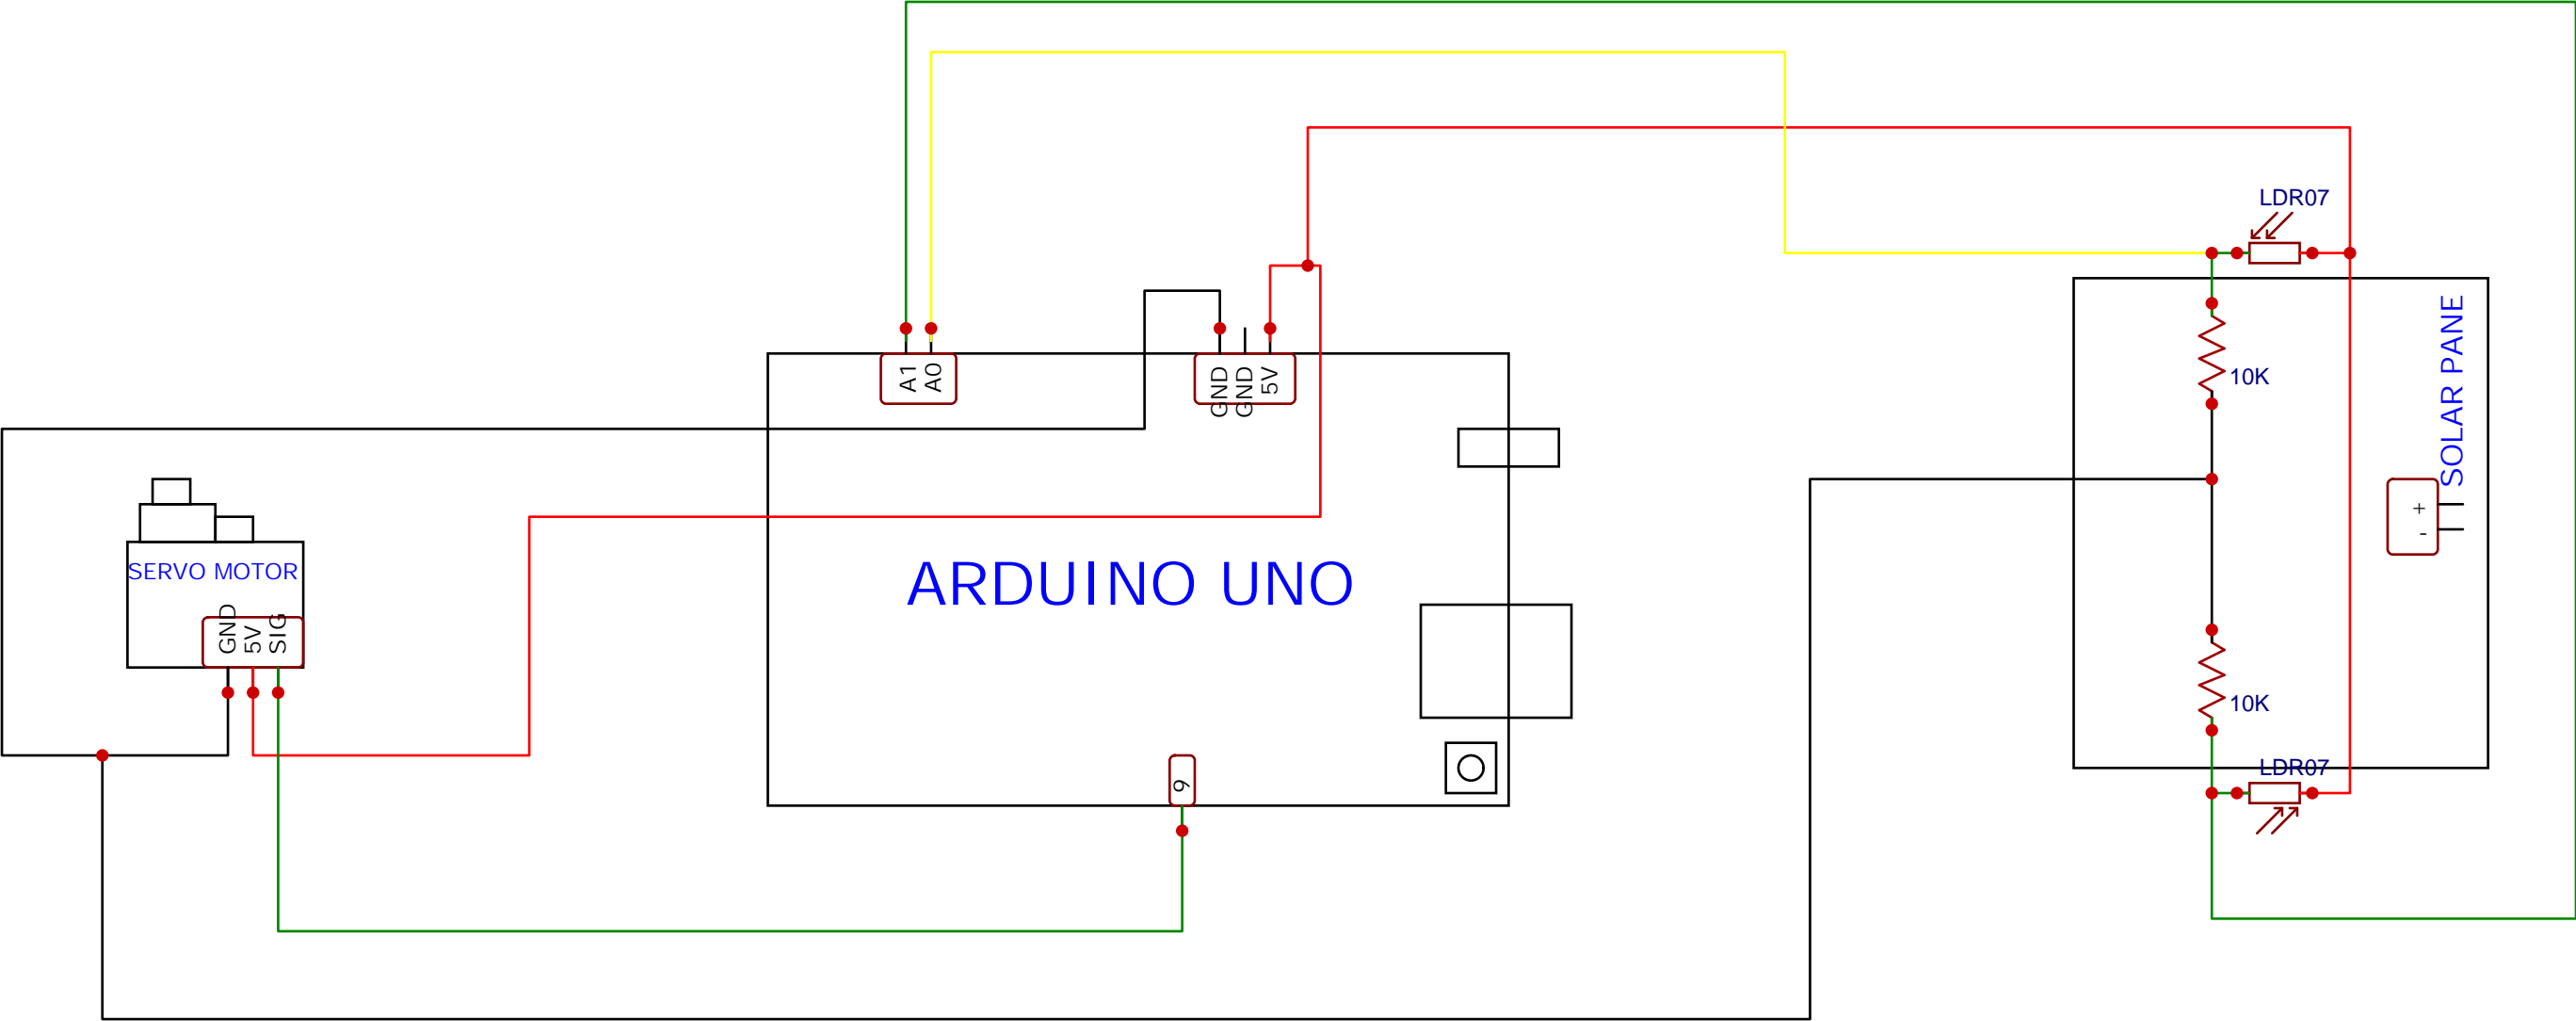 LDR07
A1
A0
GND
GND
5V
10K
SOLAR PANE
+
-
SERVO MOTOR
GND
5V
SIG
ARDUINO UNO
10K
9
LDR07